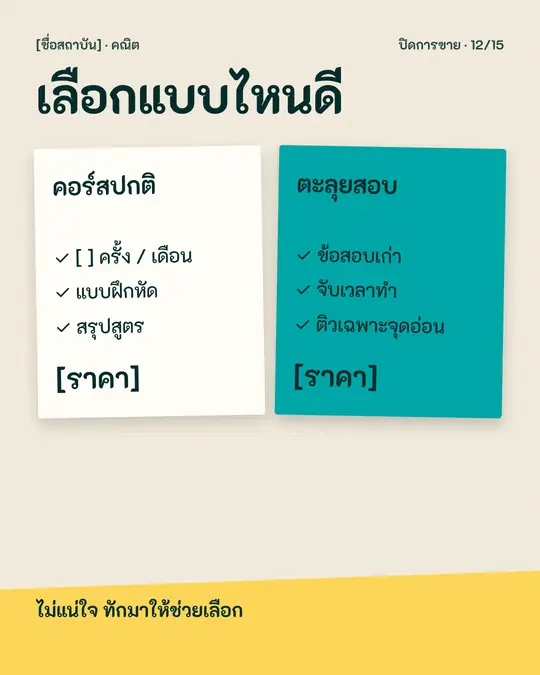 [ชื่อสถาบัน] · คณิต
ปิดการขาย · 12/15
เลือกแบบไหนดี
คอร์สปกติ
✓ [ ] ครั้ง / เดือน
✓ แบบฝึกหัด
✓ สรุปสูตร
[ราคา]
ตะลุยสอบ
✓ ข้อสอบเก่า
✓ จับเวลาทำ
✓ ติวเฉพาะจุดอ่อน
[ราคา]
ไม่แน่ใจ ทักมาให้ช่วยเลือก